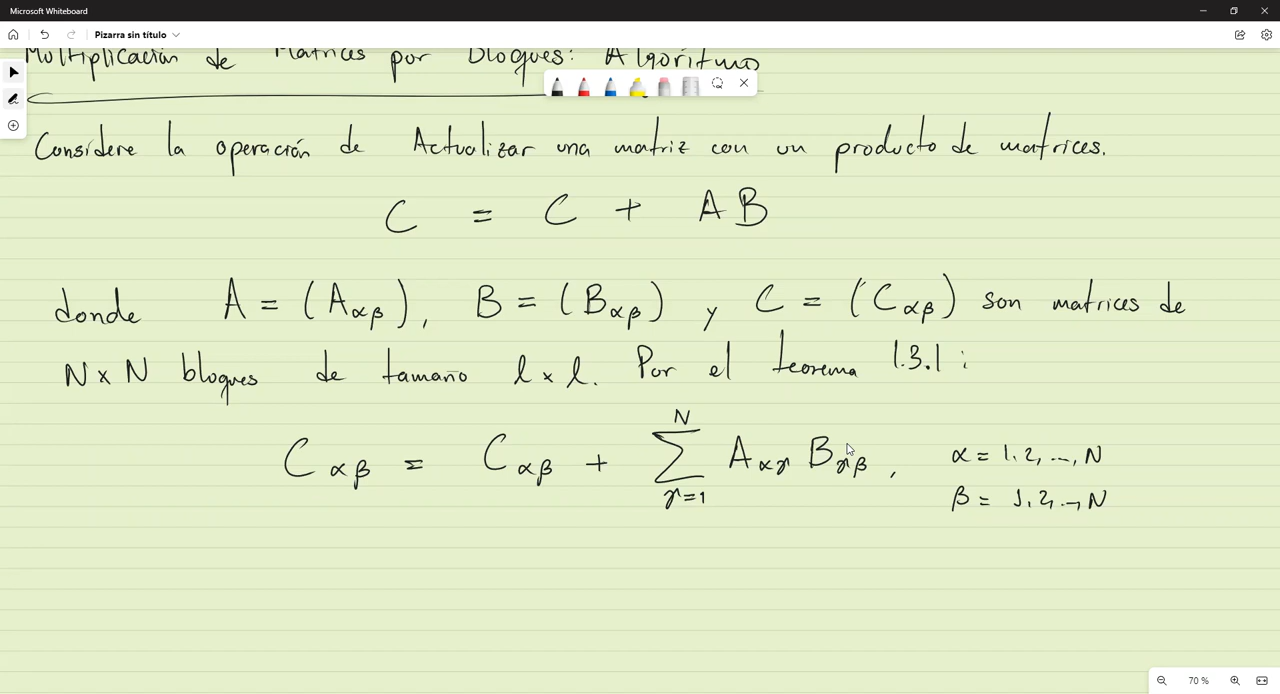 Microsoft Whiteboard
Pizarra sin título
Multiplicación de Matrices por Bloques: Algoritmo
Considere la operación de Actualizar una matriz con un producto de matrices.
C = C + AB
donde A = (Aαβ), B = (Bαβ) y C = (Cαβ) son matrices de
N x N bloques de tamaño l x l. Por el teorema 1.3.1:
N
Cαβ = Cαβ + ∑ Aαγ Bγβ, α = 1, 2, ..., N
γ=1 β = 1, 2, ..., N
70 %